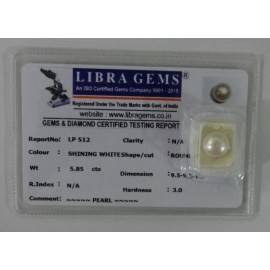 LIBRA GEMS®
An ISO Certified Gems Company 9001 - 2015
Registered Under the Trade Marks with Govt. of India
website : www.libragems.co.in
GEMS & DIAMOND CERTIFIED TESTING REPORT
ReportNo: LP 512 Clarity : N/A
Colour : SHINING WHITE Shape/cut : ROUND
Wt : 5.85 cts Dimension
R.Index : N/A Hardness : 3.0
Comment: ~~~~~ PEARL ~~~~~